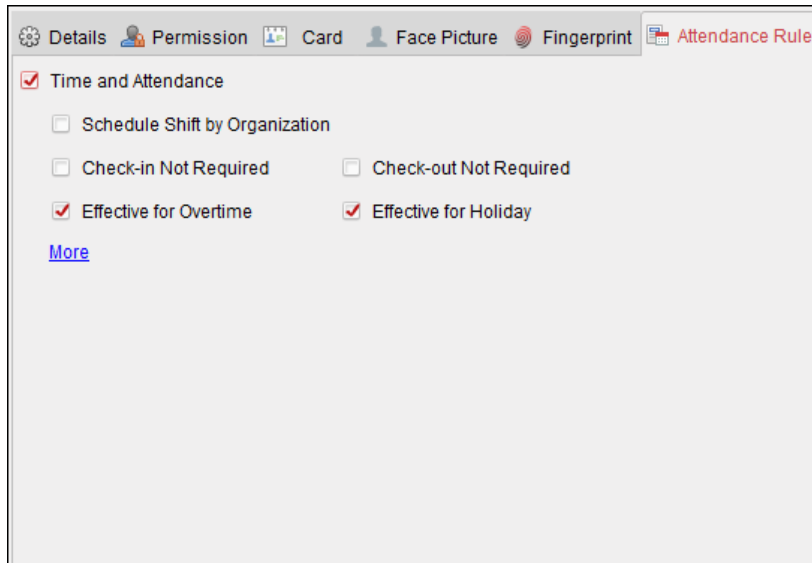 Details Permission Card Face Picture Fingerprint Attendance Rule
Time and Attendance
Schedule Shift by Organization
Check-in Not Required Check-out Not Required
Effective for Overtime Effective for Holiday
More